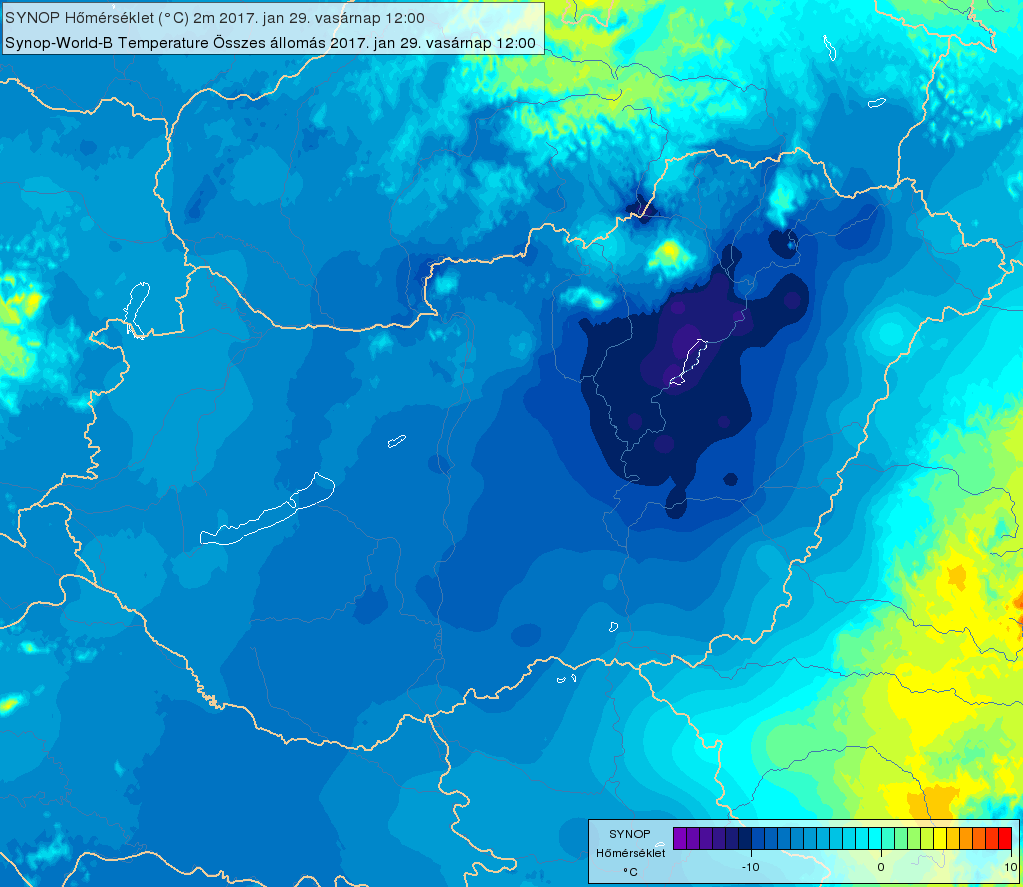 SYNOP Hőmérséklet (°C) 2m 2017. jan 29. vasárnap 12:00
Synop-World-B Temperature Összes állomás 2017. jan 29. vasárnap 12:00
SYNOP
Hőmérséklet
°C
-10 0 10